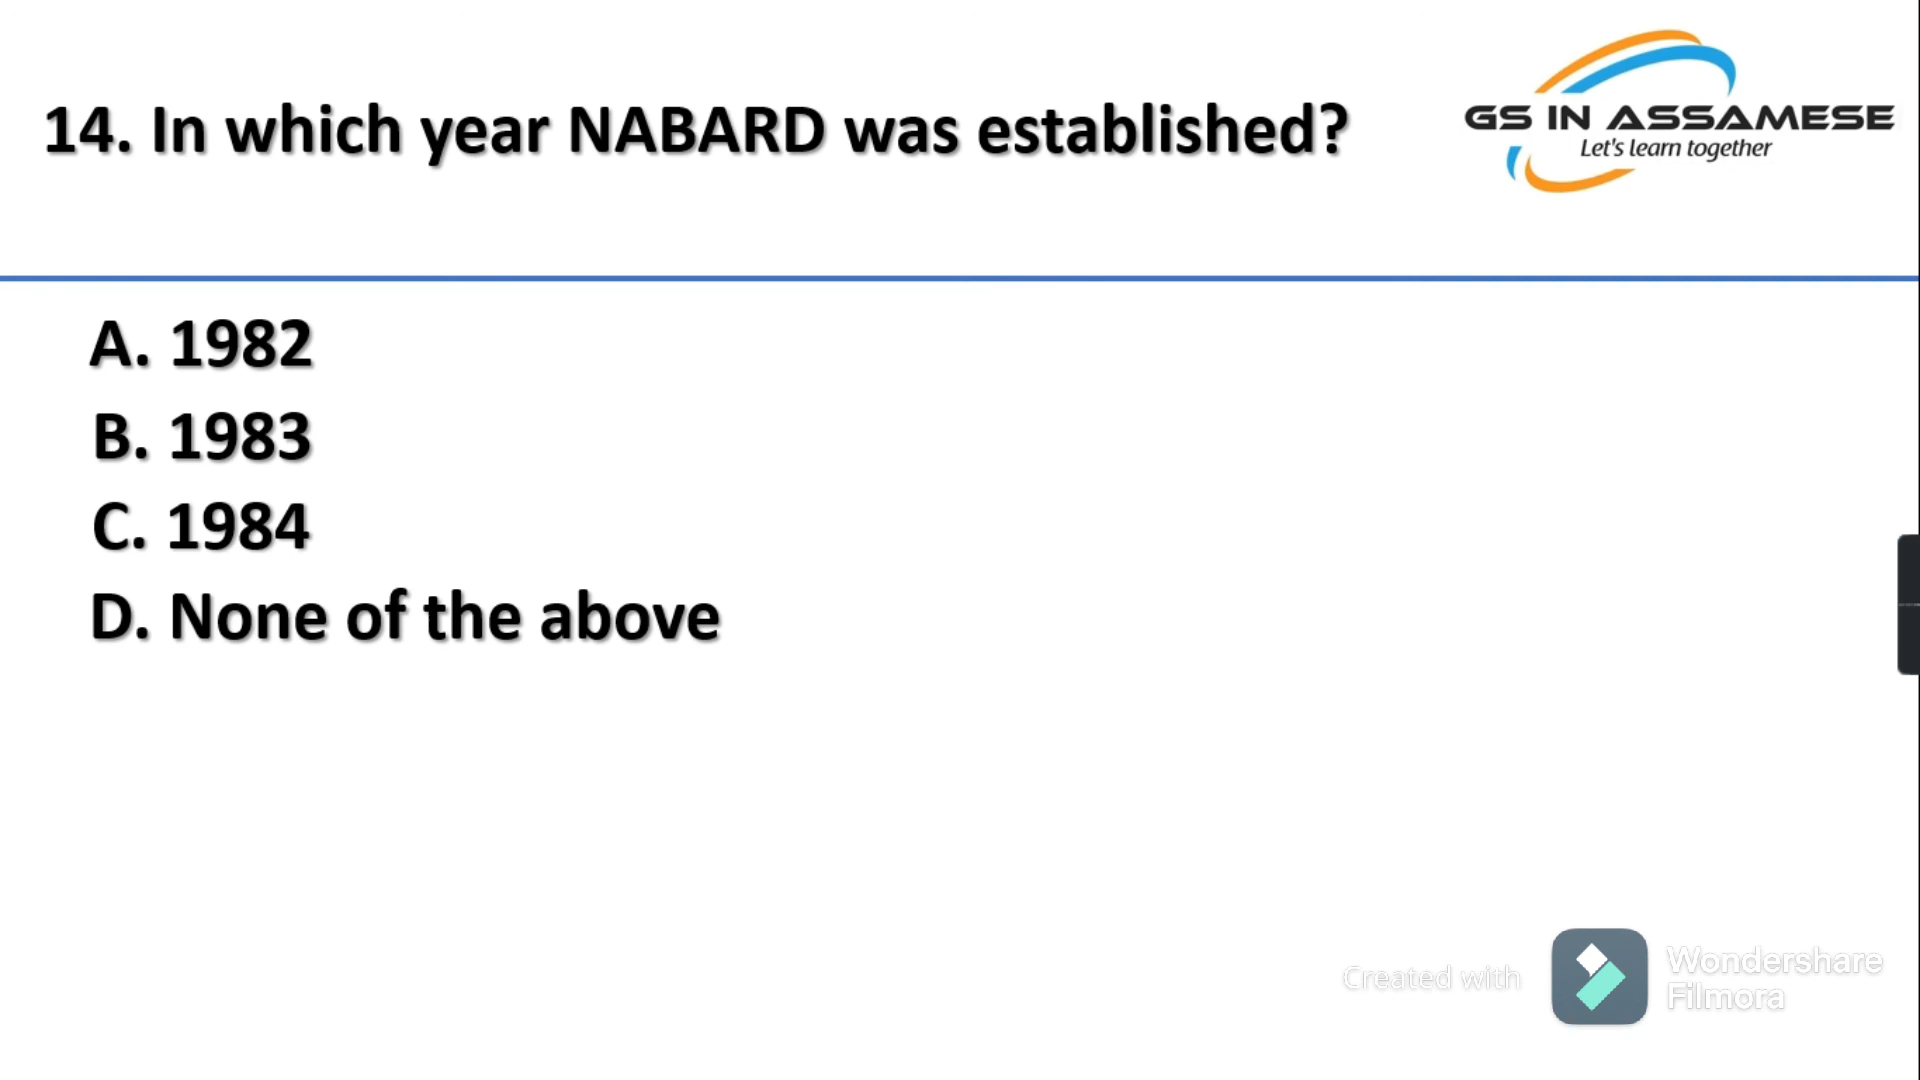 14. In which year NABARD was established?
GS IN ASSAMESE
Let's learn together
A. 1982
B. 1983
C. 1984
D. None of the above
Created with
Wondershare
Filmora